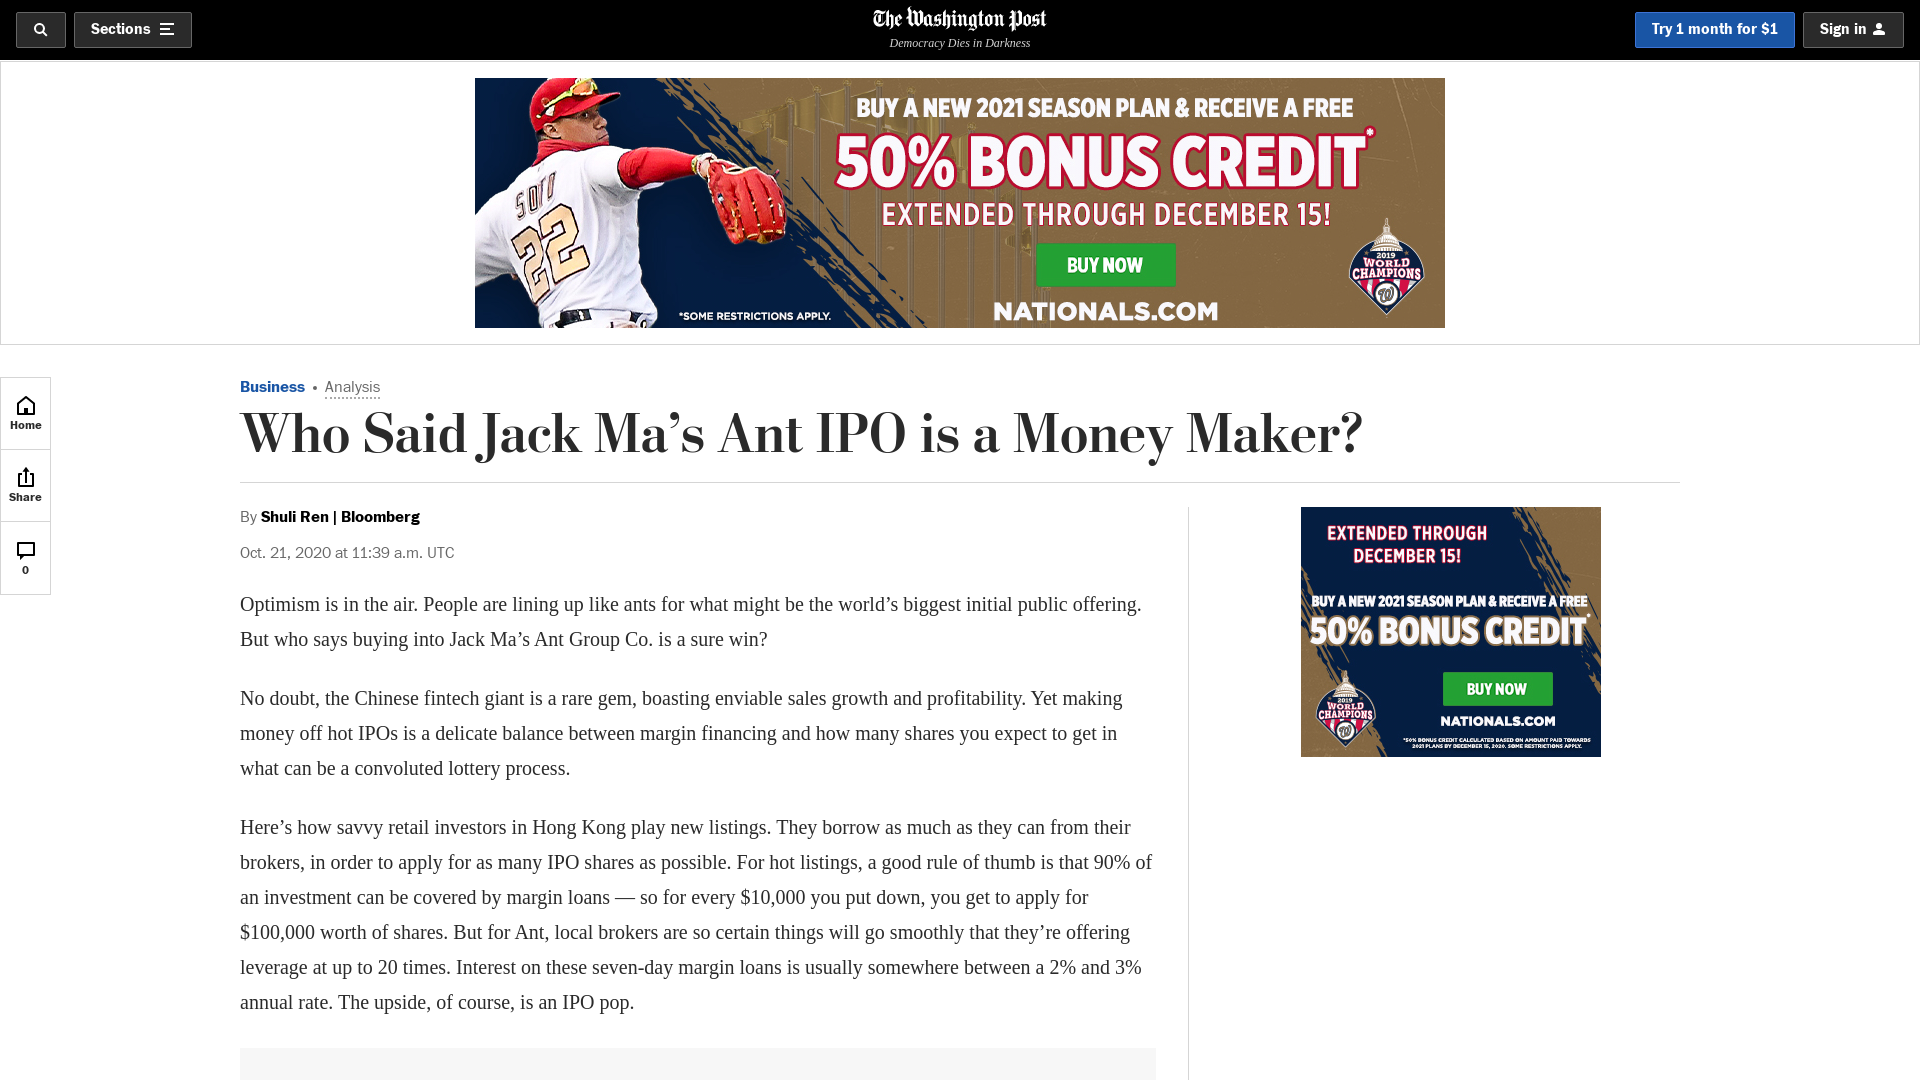 Sections
The Washington Post
Democracy Dies in Darkness
Try 1 month for $1
Sign in
BUY A NEW 2021 SEASON PLAN & RECEIVE A FREE
50% BONUS CREDIT*
EXTENDED THROUGH DECEMBER 15!
BUY NOW
NATIONALS.COM
*SOME RESTRICTIONS APPLY.
22
2019
WORLD
CHAMPIONS
W
Home
Share
0
Business • Analysis
Who Said Jack Ma’s Ant IPO is a Money Maker?
By Shuli Ren | Bloomberg
Oct. 21, 2020 at 11:39 a.m. UTC
Optimism is in the air. People are lining up like ants for what might be the world’s biggest initial public offering.
But who says buying into Jack Ma’s Ant Group Co. is a sure win?
No doubt, the Chinese fintech giant is a rare gem, boasting enviable sales growth and profitability. Yet making
money off hot IPOs is a delicate balance between margin financing and how many shares you expect to get in
what can be a convoluted lottery process.
Here’s how savvy retail investors in Hong Kong play new listings. They borrow as much as they can from their
brokers, in order to apply for as many IPO shares as possible. For hot listings, a good rule of thumb is that 90% of
an investment can be covered by margin loans — so for every $10,000 you put down, you get to apply for
$100,000 worth of shares. But for Ant, local brokers are so certain things will go smoothly that they’re offering
leverage at up to 20 times. Interest on these seven-day margin loans is usually somewhere between a 2% and 3%
annual rate. The upside, of course, is an IPO pop.
EXTENDED THROUGH
DECEMBER 15!
BUY A NEW 2021 SEASON PLAN & RECEIVE A FREE
50% BONUS CREDIT*
BUY NOW
NATIONALS.COM
2019
WORLD
CHAMPIONS
W
*50% BONUS CREDIT CALCULATED BASED ON AMOUNT PAID TOWARDS
2021 PLANS BY DECEMBER 15, 2020. SOME RESTRICTIONS APPLY.